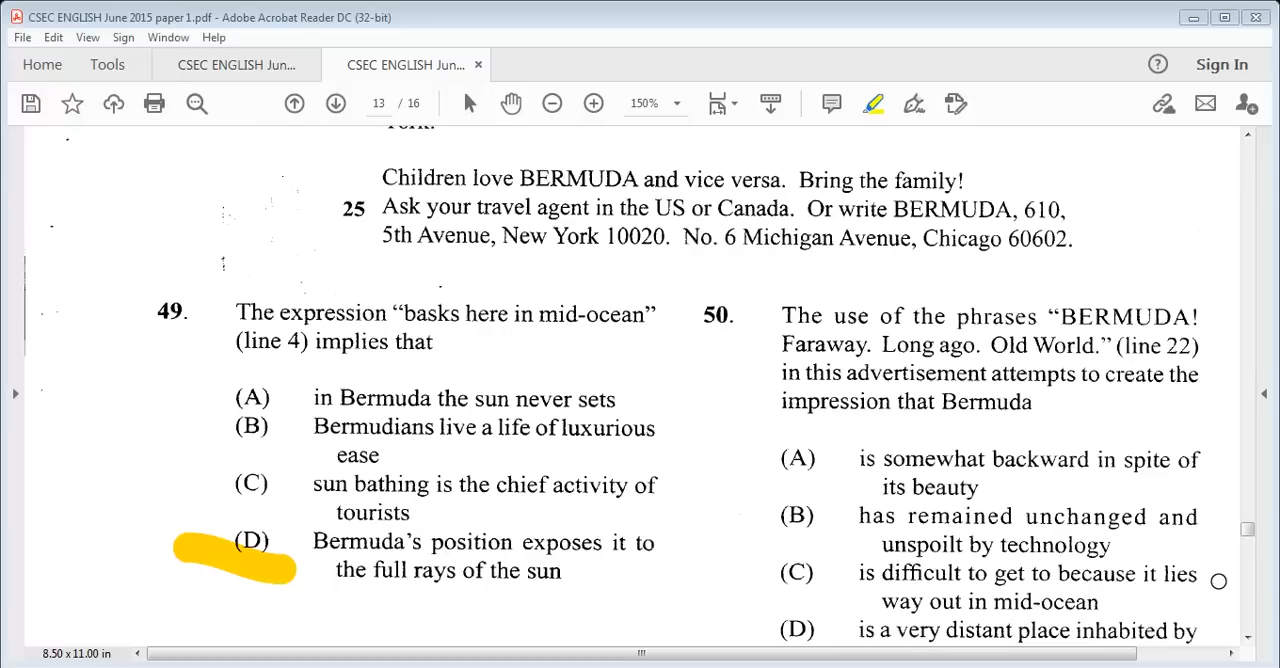 CSEC ENGLISH June 2015 paper 1.pdf - Adobe Acrobat Reader DC (32-bit)
File Edit View Sign Window Help
Home Tools CSEC ENGLISH Jun... CSEC ENGLISH Jun... × Sign In
13 / 16 150%
Children love BERMUDA and vice versa. Bring the family!
25 Ask your travel agent in the US or Canada. Or write BERMUDA, 610,
5th Avenue, New York 10020. No. 6 Michigan Avenue, Chicago 60602.
49. The expression “basks here in mid-ocean”
(line 4) implies that
(A) in Bermuda the sun never sets
(B) Bermudians live a life of luxurious
ease
(C) sun bathing is the chief activity of
tourists
(D) Bermuda's position exposes it to
the full rays of the sun
50. The use of the phrases “BERMUDA!
Faraway. Long ago. Old World.” (line 22)
in this advertisement attempts to create the
impression that Bermuda
(A) is somewhat backward in spite of
its beauty
(B) has remained unchanged and
unspoilt by technology
(C) is difficult to get to because it lies
way out in mid-ocean
(D) is a very distant place inhabited by
8.50 x 11.00 in